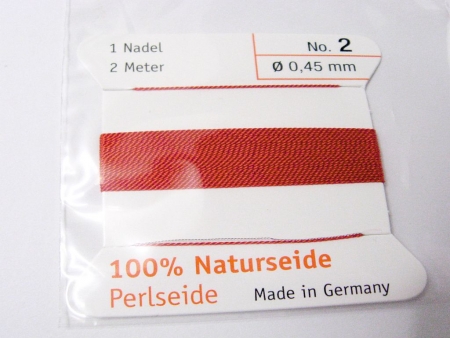 1 Nadel No. 2
2 Meter Ø 0,45 mm
100% Naturseide
Perlseide Made in Germany